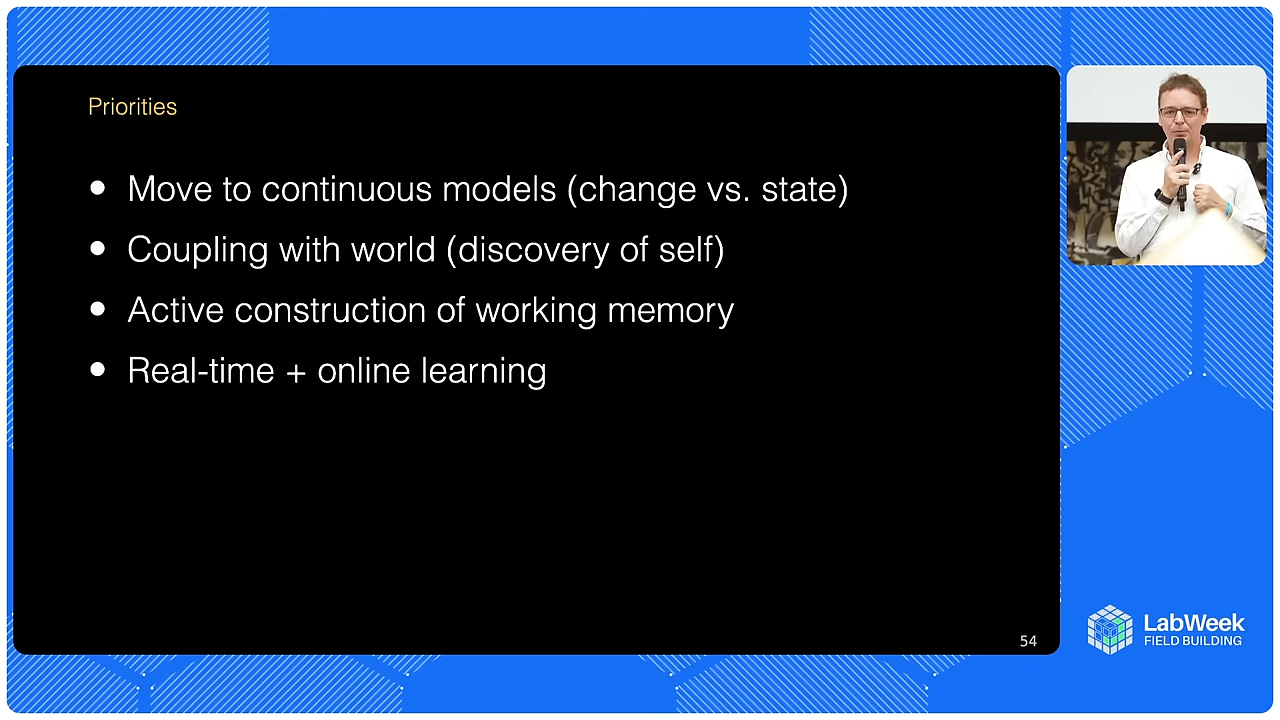 Priorities
• Move to continuous models (change vs. state)
• Coupling with world (discovery of self)
• Active construction of working memory
• Real-time + online learning
54
LabWeek
FIELD BUILDING